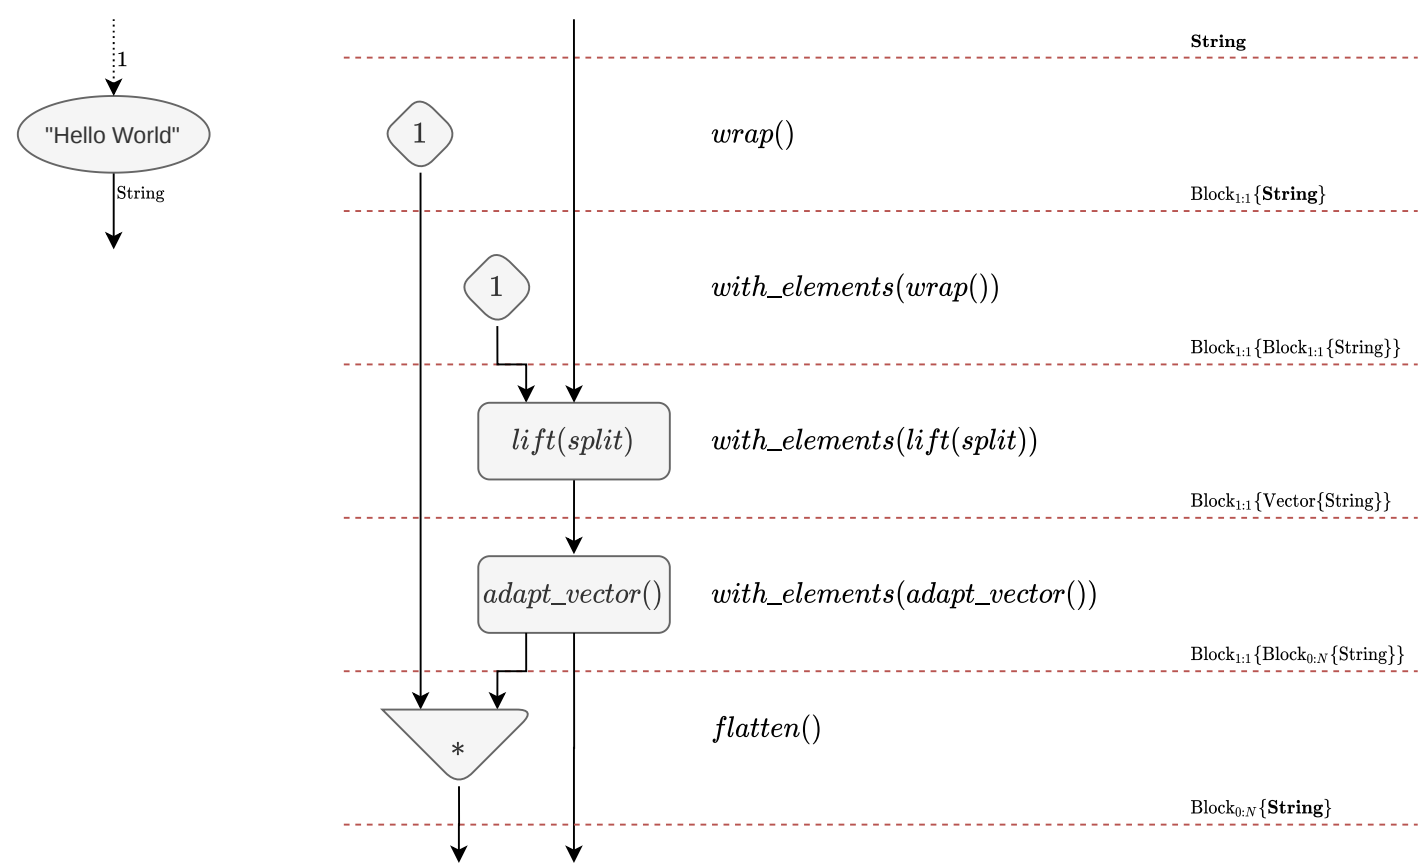 String
1
"Hello World"
1
wrap()
String
Block1:1{String}
1
with_elements(wrap())
Block1:1{Block1:1{String}}
lift(split)
with_elements(lift(split))
Block1:1{Vector{String}}
adapt_vector()
with_elements(adapt_vector())
Block1:1{Block0:N{String}}
*
flatten()
Block0:N{String}